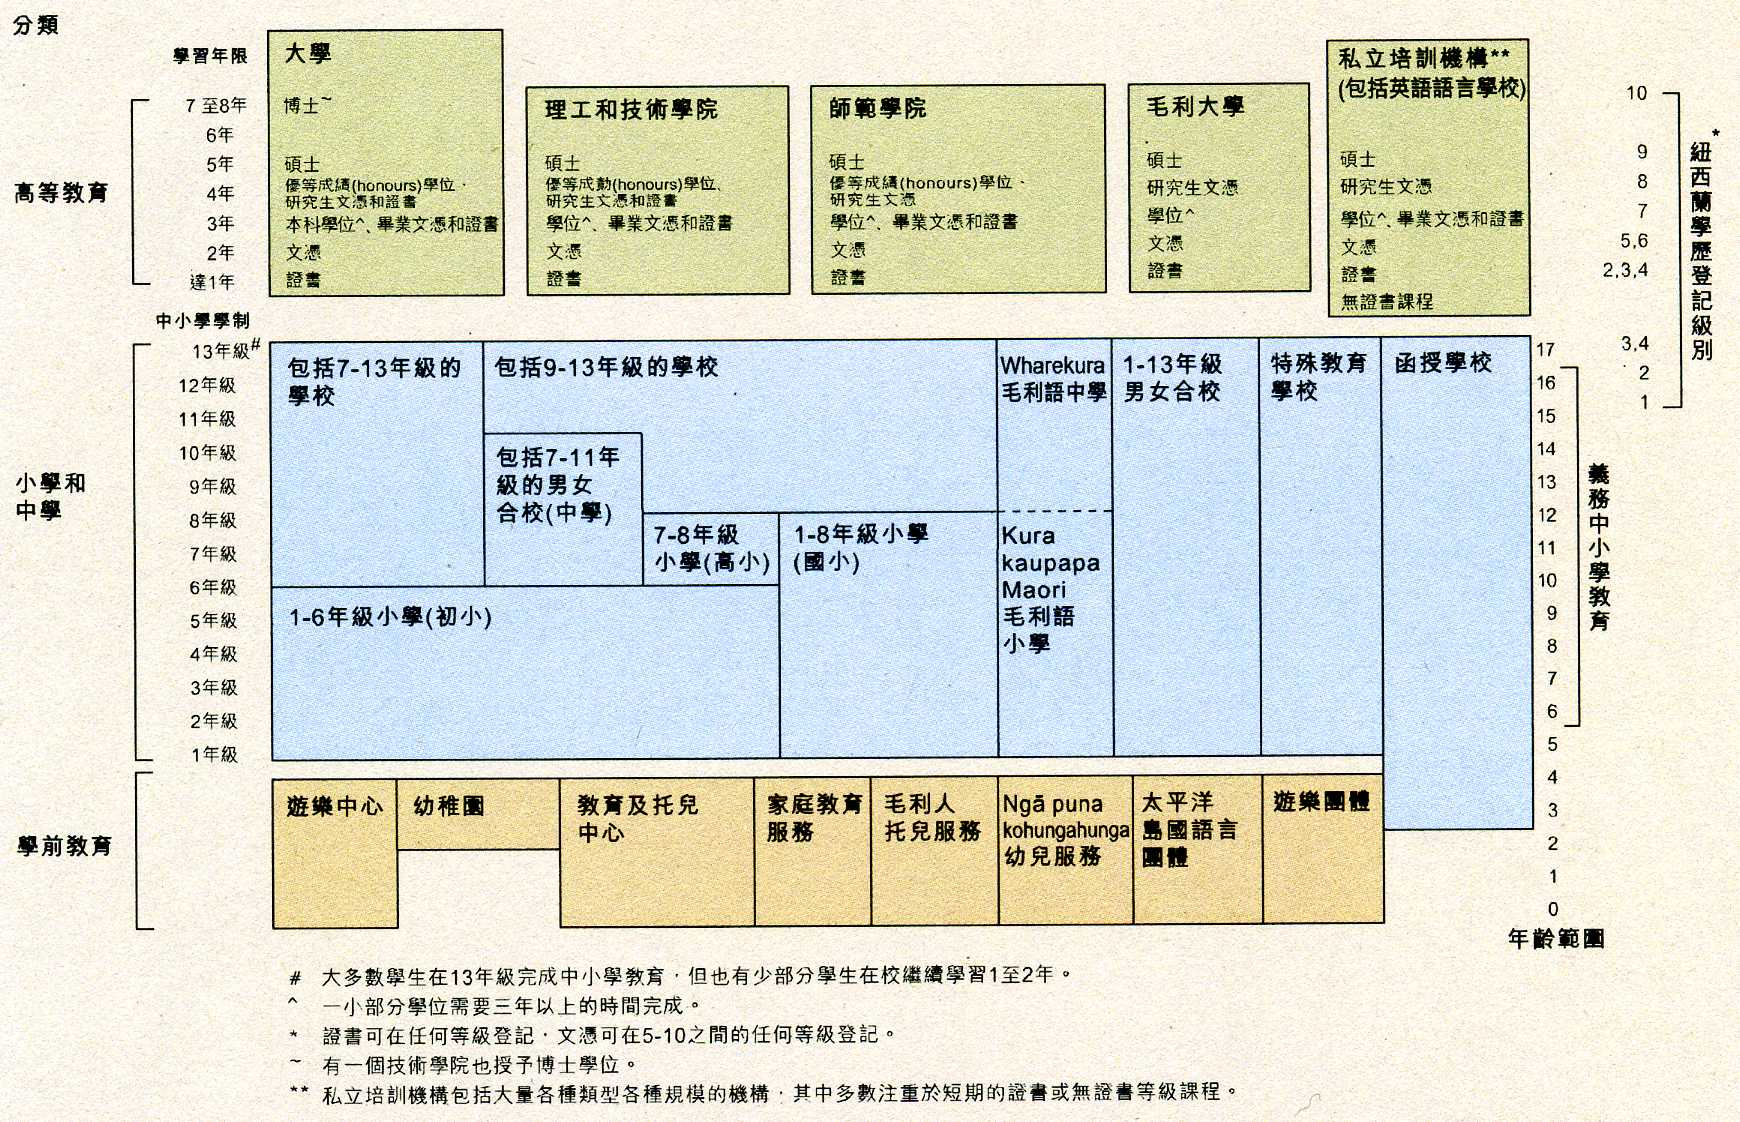 分類
學習年限
高等教育
7 至8年
6年
5年
4年
3年
2年
達1年
大學
博士~
碩士
優等成績(honours)學位、
研究生文憑和證書
本科學位^、畢業文憑和證書
文憑
證書
理工和技術學院
碩士
優等成勣(honours)學位、
研究生文憑和證書
學位^、畢業文憑和證書
文憑
證書
師範學院
碩士
優等成績(honours)學位、
研究生文憑
學位^、畢業文憑和證書
文憑
證書
毛利大學
碩士
研究生文憑
學位^
文憑
證書
私立培訓機構**
(包括英語語言學校)
碩士
研究生文憑
學位^、畢業文憑和證書
文憑
證書
無證書課程
10
9
8
7
5,6
2,3,4
3,4
2
1
*
紐西蘭學歷登記級別
中小學學制
小學和
中學
13年級#
12年級
11年級
10年級
9年級
8年級
7年級
6年級
5年級
4年級
3年級
2年級
1年級
包括7-13年級的
學校
包括9-13年級的學校
包括7-11年
級的男女
合校(中學)
7-8年級
小學(高小)
1-8年級小學
(國小)
1-6年級小學(初小)
Wharekura
毛利語中學
Kura
kaupapa
Maori
毛利語
小學
1-13年級
男女合校
特殊教育
學校
函授學校
17
16
15
14
13
12
11
10
9
8
7
6
5
4
3
2
1
0
年齡範圍
義務中小學教育
學前教育
遊樂中心
幼稚園
教育及托兒
中心
家庭教育
服務
毛利人
托兒服務
Ngā puna
kohungahunga
幼兒服務
太平洋
島國語言
團體
遊樂團體
# 大多數學生在13年級完成中小學教育，但也有少部分學生在校繼續學習1至2年。
^ 一小部分學位需要三年以上的時間完成。
* 證書可在任何等級登記，文憑可在5-10之間的任何等級登記。
~ 有一個技術學院也授予博士學位。
** 私立培訓機構包括大量各種類型各種規模的機構，其中多數注重於短期的證書或無證書等級課程。